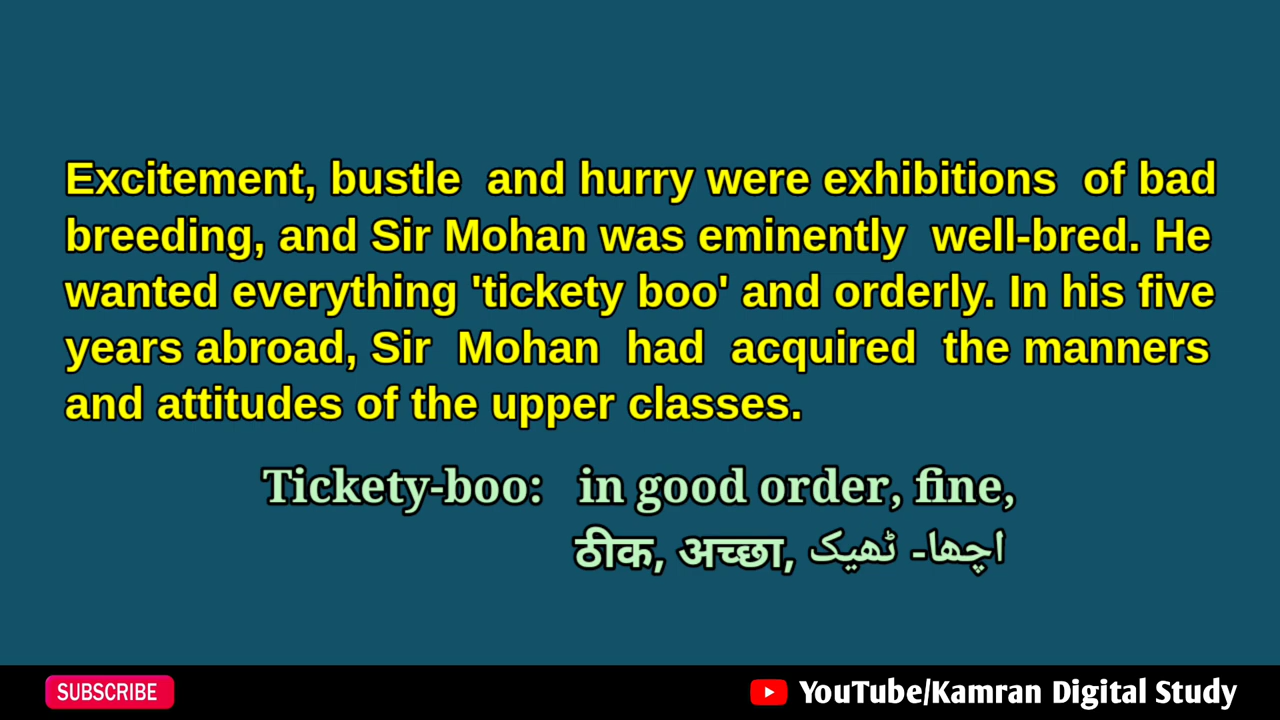 Excitement, bustle and hurry were exhibitions of bad
breeding, and Sir Mohan was eminently well-bred. He
wanted everything 'tickety boo' and orderly. In his five
years abroad, Sir Mohan had acquired the manners
and attitudes of the upper classes.
Tickety-boo: in good order, fine,
ठीक, अच्छा, اچھا- ٹھیک
SUBSCRIBE
YouTube/Kamran Digital Study